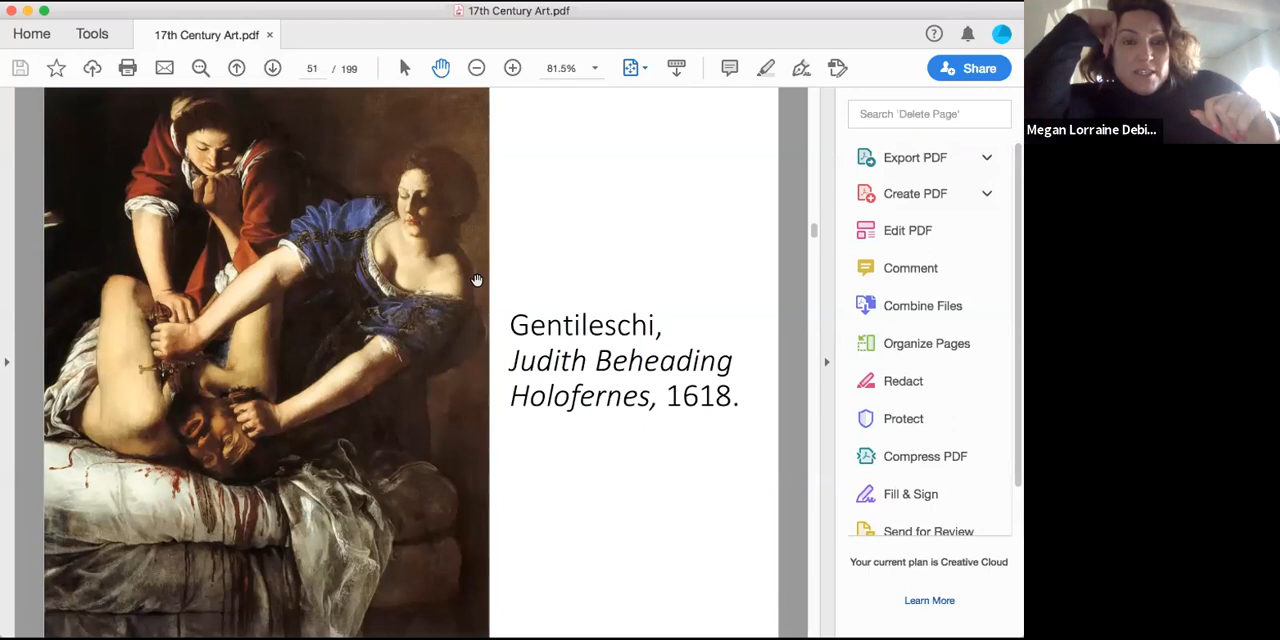 17th Century Art.pdf
Home
Tools
17th Century Art.pdf ×
51 / 199
81.5%
Share
Megan Lorraine Debi...
Search 'Delete Page'
Export PDF
Create PDF
Edit PDF
Comment
Combine Files
Organize Pages
Redact
Protect
Compress PDF
Fill & Sign
Send for Review
Your current plan is Creative Cloud
Learn More
Gentileschi,
Judith Beheading
Holofernes, 1618.